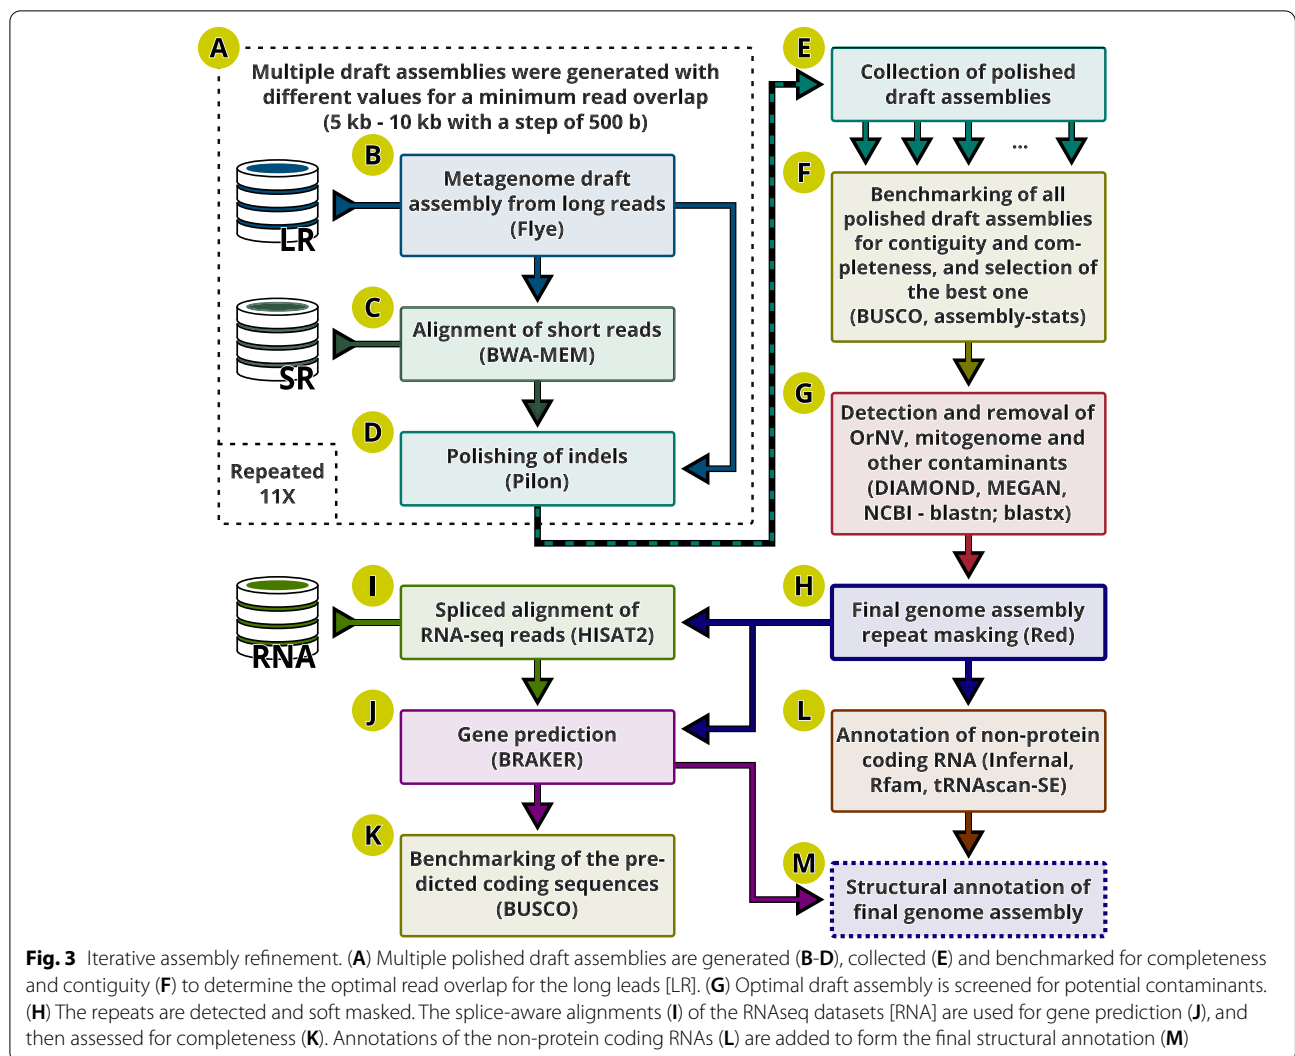 A
Multiple draft assemblies were generated with
different values for a minimum read overlap
(5 kb - 10 kb with a step of 500 b)
B
Metagenome draft
assembly from long reads
(Flye)
LR
C
Alignment of short reads
(BWA-MEM)
SR
D
Polishing of indels
(Pilon)
Repeated
11X
E
Collection of polished
draft assemblies
...
F
Benchmarking of all
polished draft assemblies
for contiguity and com-
pleteness, and selection of
the best one
(BUSCO, assembly-stats)
G
Detection and removal of
OrNV, mitogenome and
other contaminants
(DIAMOND, MEGAN,
NCBI - blastn; blastx)
H
Final genome assembly
repeat masking (Red)
I
Spliced alignment of
RNA-seq reads (HISAT2)
RNA
J
Gene prediction
(BRAKER)
K
Benchmarking of the pre-
dicted coding sequences
(BUSCO)
L
Annotation of non-protein
coding RNA (Infernal,
Rfam, tRNAscan-SE)
M
Structural annotation of
final genome assembly
Fig. 3 Iterative assembly refinement. (A) Multiple polished draft assemblies are generated (B-D), collected (E) and benchmarked for completeness
and contiguity (F) to determine the optimal read overlap for the long leads [LR]. (G) Optimal draft assembly is screened for potential contaminants.
(H) The repeats are detected and soft masked. The splice-aware alignments (I) of the RNAseq datasets [RNA] are used for gene prediction (J), and
then assessed for completeness (K). Annotations of the non-protein coding RNAs (L) are added to form the final structural annotation (M)